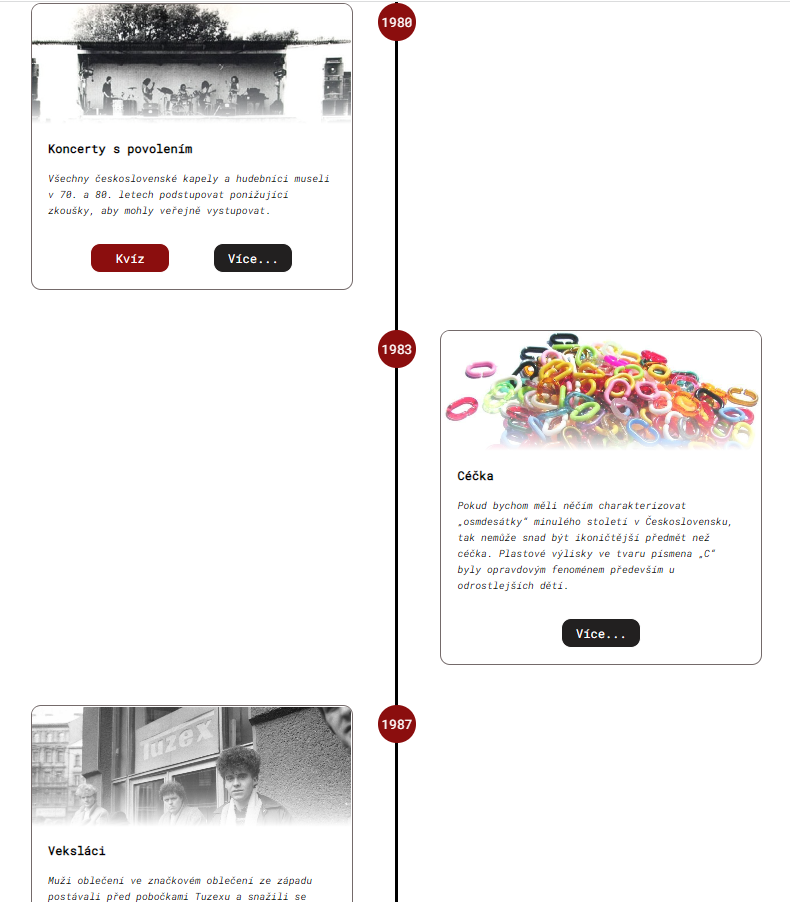 1980
Koncerty s povolením
Všechny československé kapely a hudebníci museli
v 70. a 80. letech podstupovat ponižující
zkoušky, aby mohly veřejně vystupovat.
Kvíz
Více...
1983
Céčka
Pokud bychom měli něčím charakterizovat
„osmdesátky“ minulého století v Československu,
tak nemůže snad být ikoničtější předmět než
céčka. Plastové výlisky ve tvaru písmena „C“
byly opravdovým fenoménem především u
odrostlejších dětí.
Více...
1987
Tuzex
Veksláci
Muži oblečení ve značkovém oblečení ze západu
postávali před pobočkami Tuzexu a snažili se